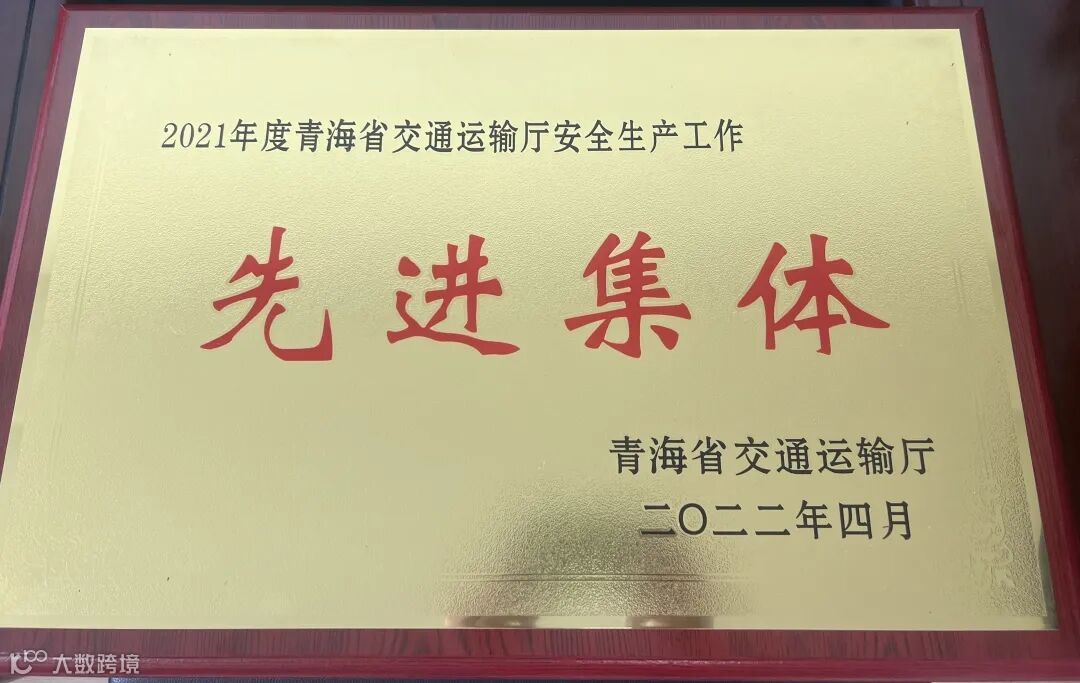 2021年度青海省交通运输厅安全生产工作
先进集体
青海省交通运输厅
二〇二二年四月
大数跨境